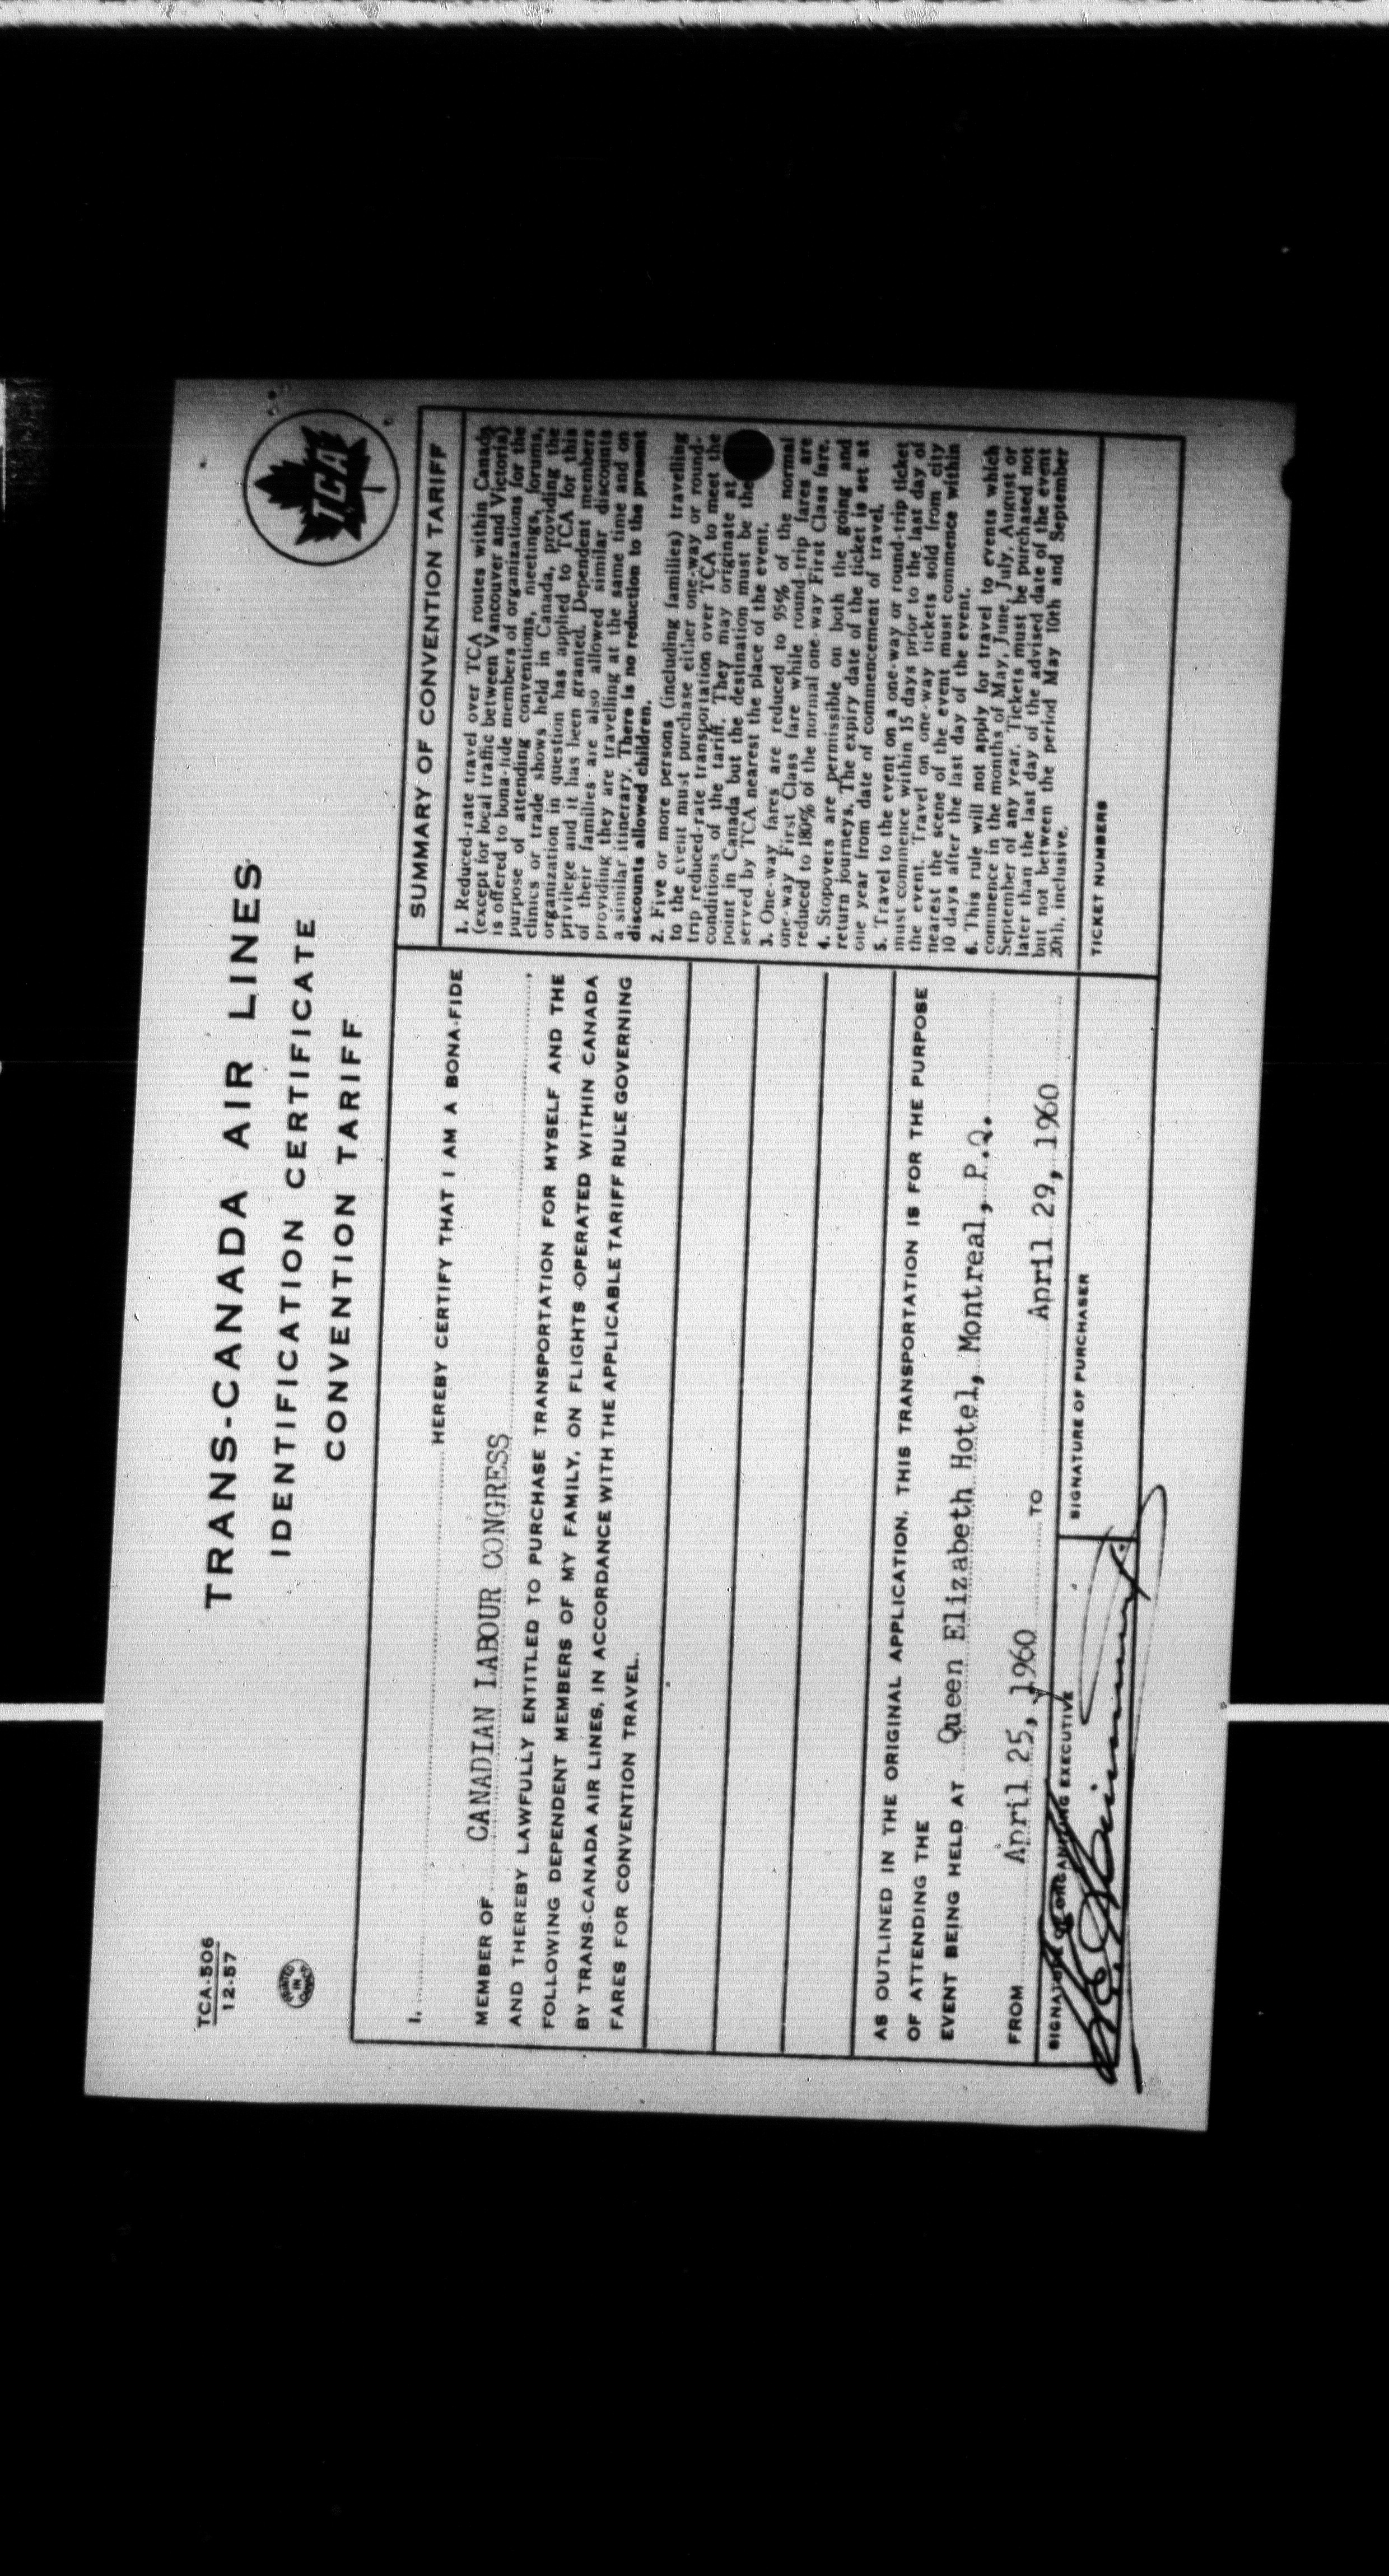 TCA-506
12-57
PRINTED IN CANADA
TRANS-CANADA AIR LINES
IDENTIFICATION CERTIFICATE
CONVENTION TARIFF
TCA
I, HEREBY CERTIFY THAT I AM A BONA-FIDE
MEMBER OF CANADIAN LABOUR CONGRESS,
AND THEREBY LAWFULLY ENTITLED TO PURCHASE TRANSPORTATION FOR MYSELF AND THE
FOLLOWING DEPENDENT MEMBERS OF MY FAMILY, ON FLIGHTS OPERATED WITHIN CANADA
BY TRANS-CANADA AIR LINES, IN ACCORDANCE WITH THE APPLICABLE TARIFF RULE GOVERNING
FARES FOR CONVENTION TRAVEL.
AS OUTLINED IN THE ORIGINAL APPLICATION, THIS TRANSPORTATION IS FOR THE PURPOSE
OF ATTENDING THE
EVENT BEING HELD AT Queen Elizabeth Hotel, Montreal, P.Q.
FROM April 25, 1960 TO April 29, 1960
SIGNATURE OF ORGANIZING EXECUTIVE
SIGNATURE OF PURCHASER
SUMMARY OF CONVENTION TARIFF
1. Reduced-rate travel over TCA routes within Canada
(except for local traffic between Vancouver and Victoria)
is offered to bona-fide members of organizations for the
purpose of attending conventions, meetings, forums,
clinics or trade shows held in Canada, providing the
organization in question has applied to TCA for this
privilege and it has been granted. Dependent members
of their families are also allowed similar discounts
providing they are travelling at the same time and on
a similar itinerary. There is no reduction to the present
discounts allowed children.
2. Five or more persons (including families) travelling
to the event must purchase either one-way or round-
trip reduced-rate transportation over TCA to meet the
conditions of the tariff. They may originate at
point in Canada but the destination must be the
served by TCA nearest the place of the event.
3. One-way fares are reduced to 95% of the normal
one-way First Class fare while round-trip fares are
reduced to 180% of the normal one-way First Class fare.
4. Stopovers are permissible on both the going and
return journeys. The expiry date of the ticket is set at
one year from date of commencement of travel.
5. Travel to the event on a one-way or round-trip ticket
must commence within 15 days prior to the last day of
the event. Travel on one-way tickets sold from city
nearest the scene of the event must commence within
10 days after the last day of the event.
6. This rule will not apply for travel to events which
commence in the months of May, June, July, August or
September of any year. Tickets must be purchased not
later than the last day of the advised date of the event
but not between the period May 10th and September
20th, inclusive.
TICKET NUMBERS